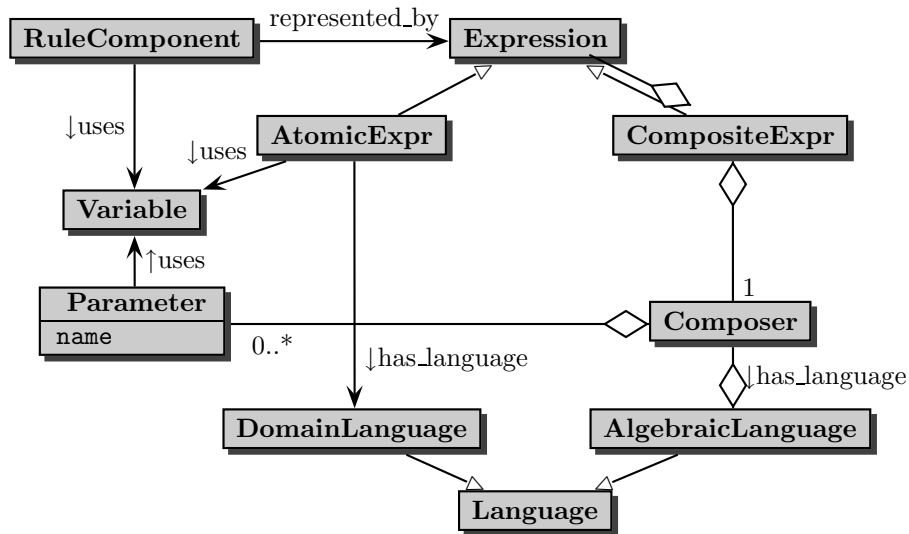 represented_by
RuleComponent
Expression
↓uses
AtomicExpr
CompositeExpr
↓uses
Variable
↑uses
Parameter
name
1
Composer
0..*
↓has_language
↓has_language
DomainLanguage
AlgebraicLanguage
Language